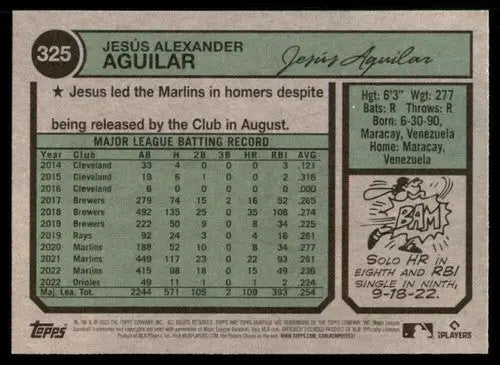 325
JESÚS ALEXANDER
AGUILAR
Jesús Aguilar
★ Jesus led the Marlins in homers despite
being released by the Club in August.
MAJOR LEAGUE BATTING RECORD
Year Club AB H 2B 3B HR RBI AVG
2014 Cleveland 33 4 0 0 0 3 .121
2015 Cleveland 19 6 1 0 0 2 .316
2016 Cleveland 6 0 0 0 0 0 .000
2017 Brewers 279 74 15 2 16 52 .265
2018 Brewers 492 135 25 0 35 108 .274
2019 Brewers 222 50 9 0 8 34 .225
2019 Rays 92 24 3 0 4 16 .261
2020 Marlins 188 52 10 0 8 34 .277
2021 Marlins 449 117 23 0 22 93 .261
2022 Marlins 415 98 18 0 15 49 .236
2022 Orioles 49 11 1 0 1 2 .224
Maj. Lea. Tot. 2244 571 105 2 109 393 .254
Hgt: 6'3" Wgt: 277
Bats: R Throws: R
Born: 6-30-90,
Maracay, Venezuela
Home: Maracay,
Venezuela
BAM
SOLO HR IN
EIGHTH AND RBI
SINGLE IN NINTH,
9-18-22.
Topps
MLB
PLAYERS